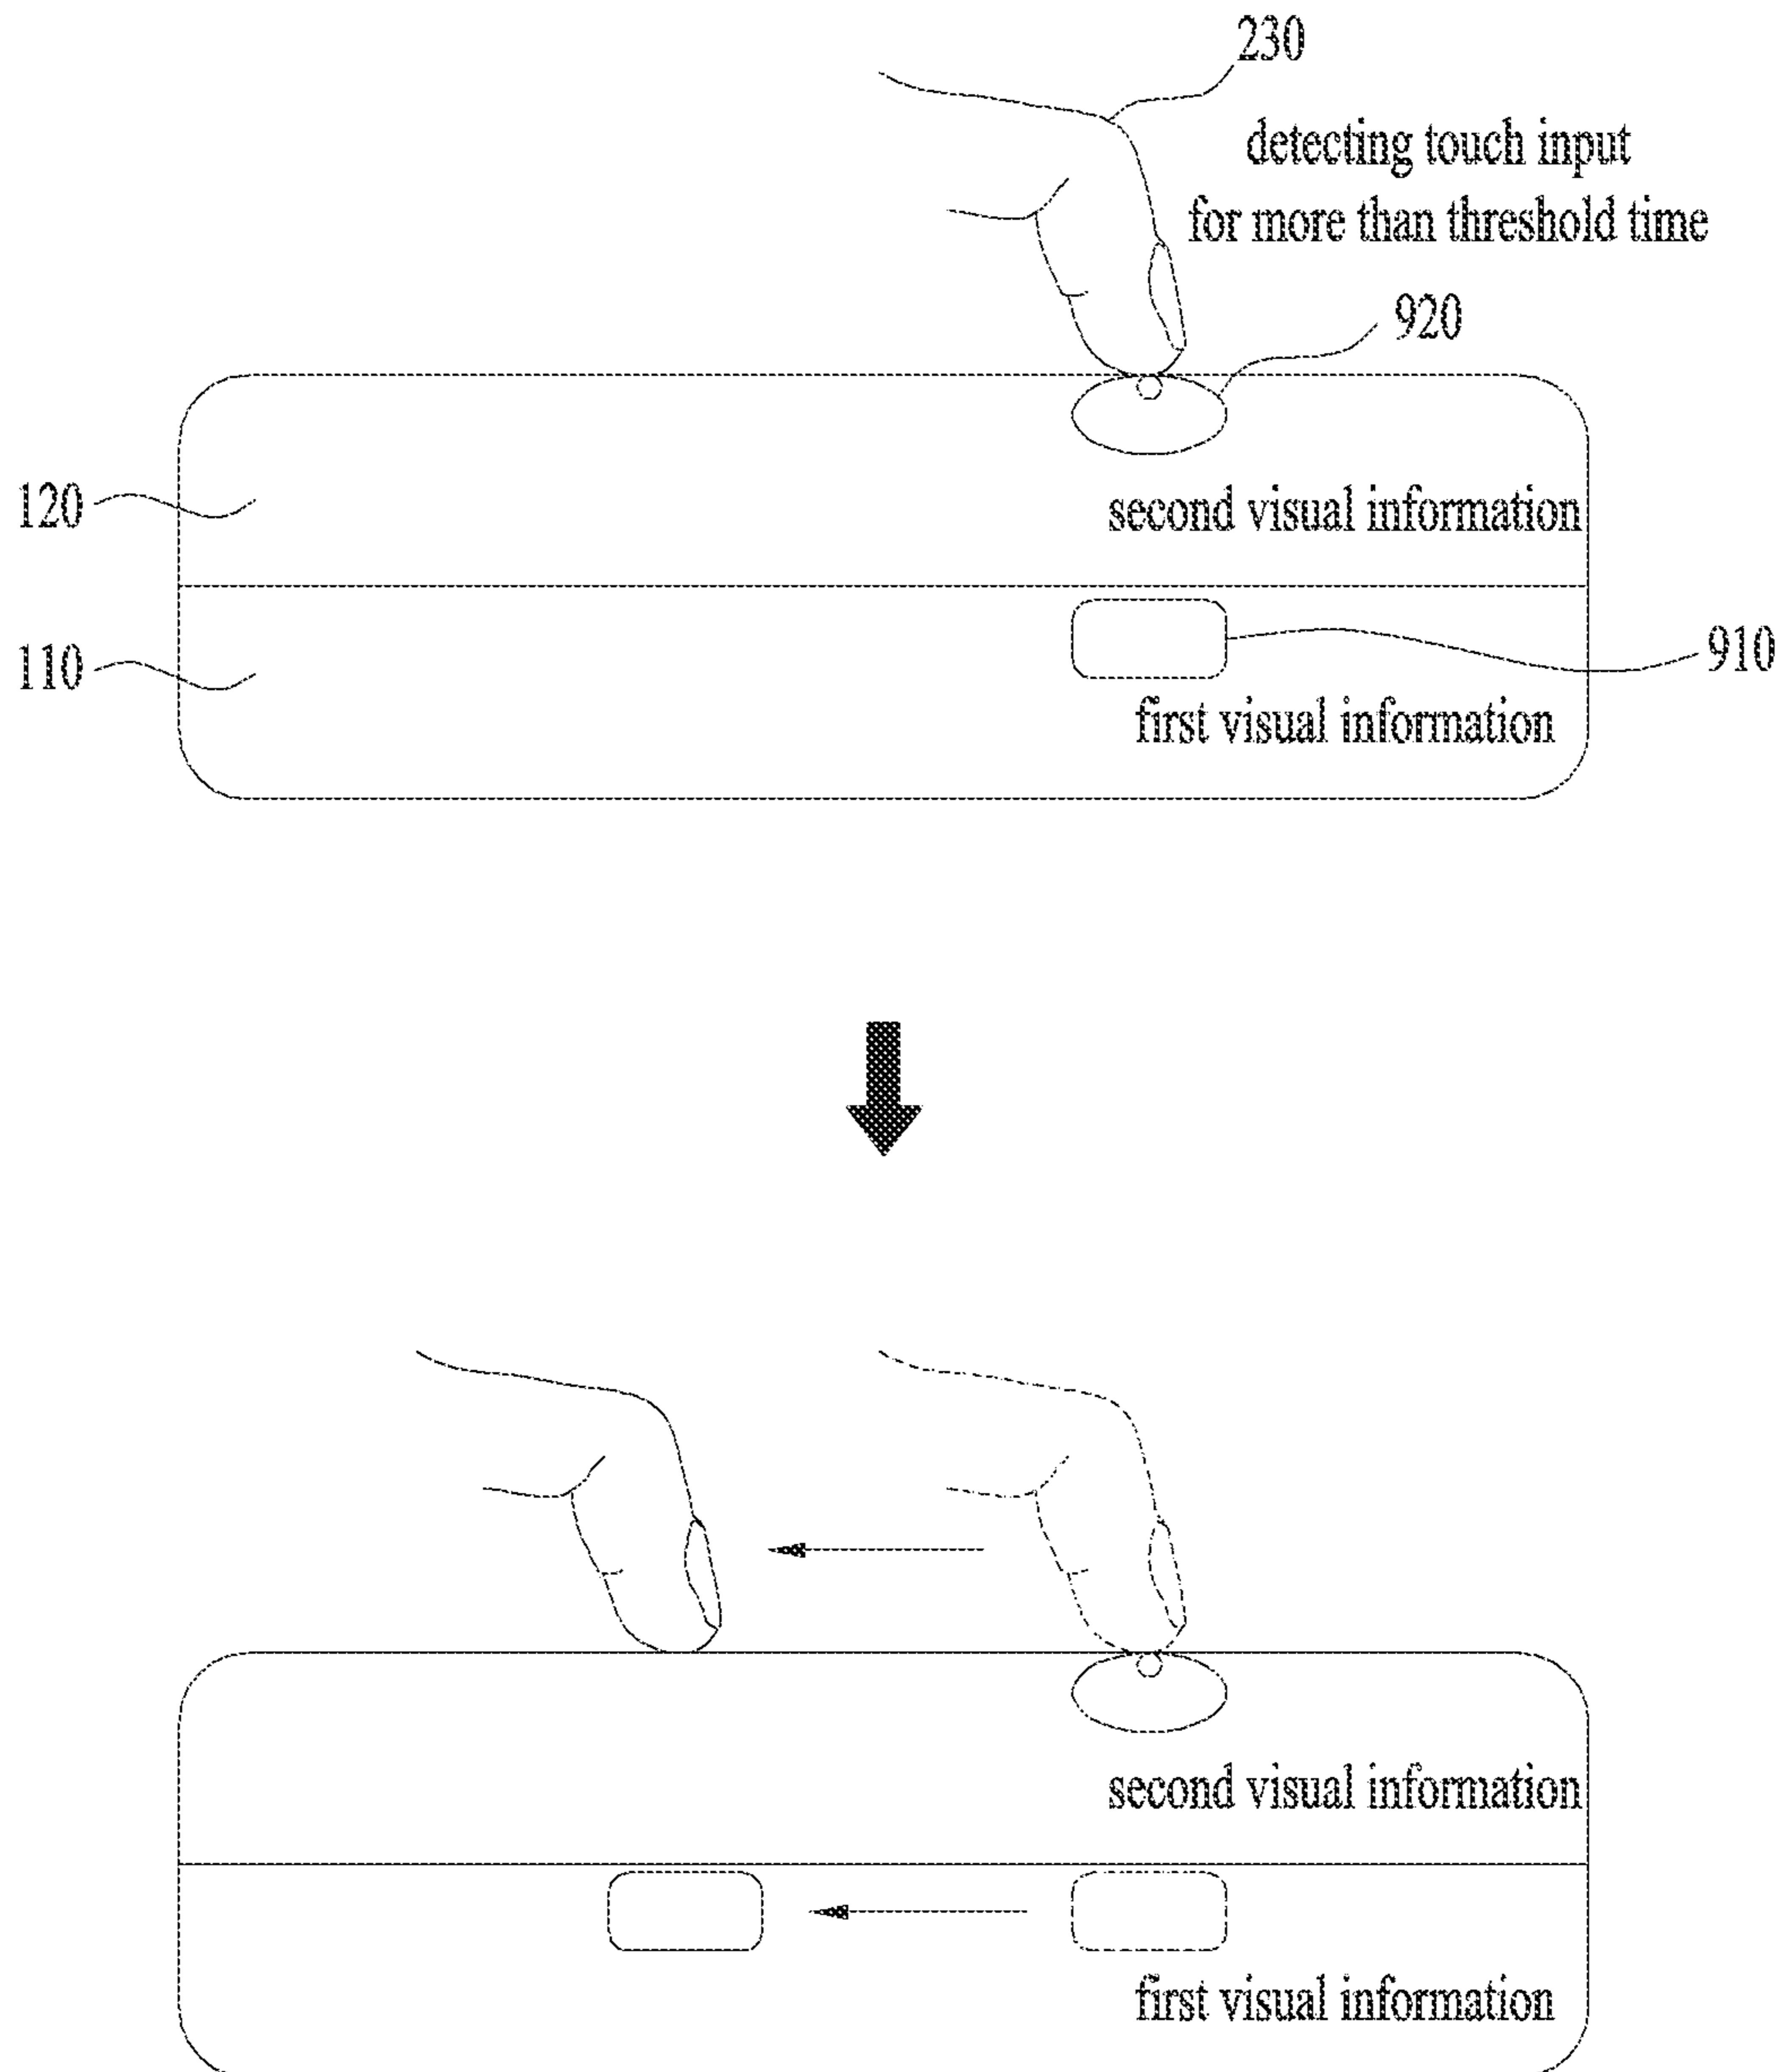 230
detecting touch input
for more than threshold time
920
120
second visual information
110
910
first visual information
second visual information
first visual information